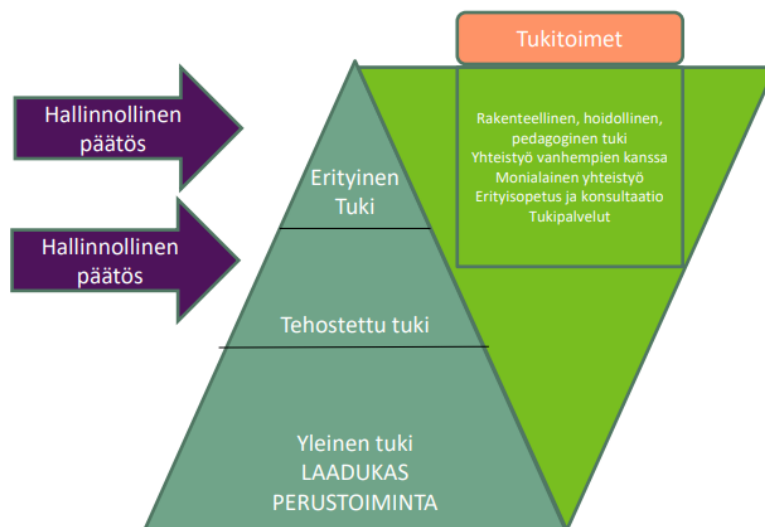 Tukitoimet
Hallinnollinen
päätös
Rakenteellinen, hoidollinen,
pedagoginen tuki
Yhteistyö vanhempien kanssa
Monialainen yhteistyö
Erityisopetus ja konsultaatio
Tukipalvelut
Erityinen
Tuki
Hallinnollinen
päätös
Tehostettu tuki
Yleinen tuki
LAADUKAS
PERUSTOIMINTA